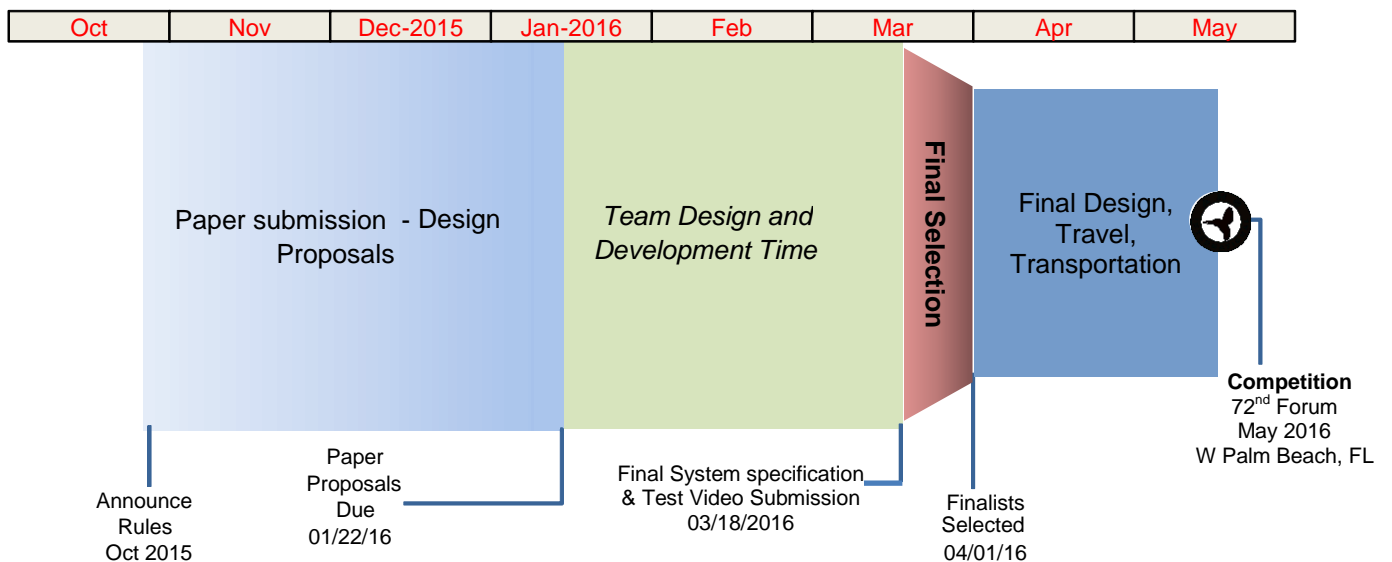 Oct Nov Dec-2015 Jan-2016 Feb Mar Apr May
Paper submission - Design
Proposals
Team Design and
Development Time
Final Selection
Final Design,
Travel,
Transportation
Announce
Rules
Oct 2015
Paper
Proposals
Due
01/22/16
Final System specification
& Test Video Submission
03/18/2016
Finalists
Selected
04/01/16
Competition
72nd Forum
May 2016
W Palm Beach, FL